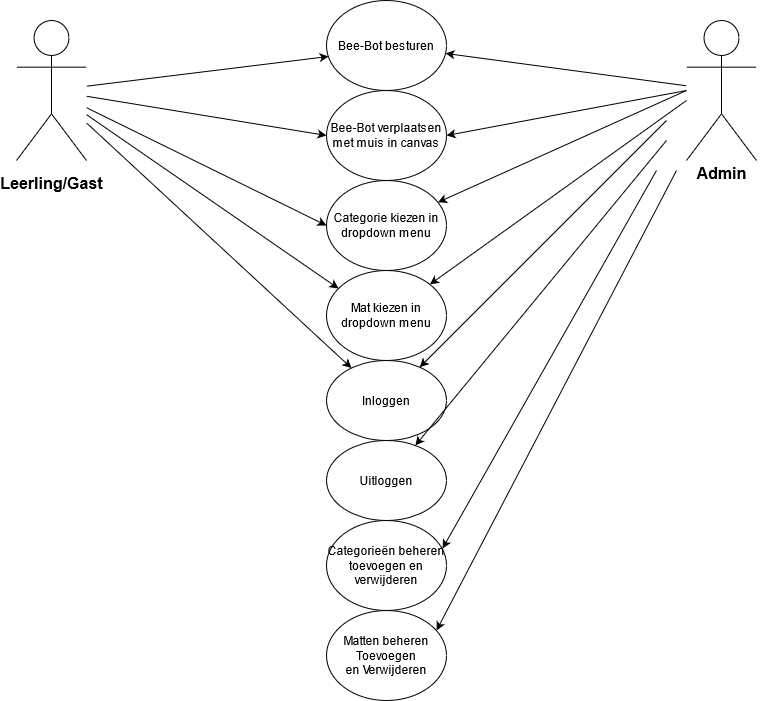 Bee-Bot besturen
Bee-Bot verplaatsen
met muis in canvas
Leerling/Gast
Admin
Categorie kiezen in
dropdown menu
Mat kiezen in
dropdown menu
Inloggen
Uitloggen
Categorieën beheren
toevoegen en
verwijderen
Matten beheren
Toevoegen
en Verwijderen